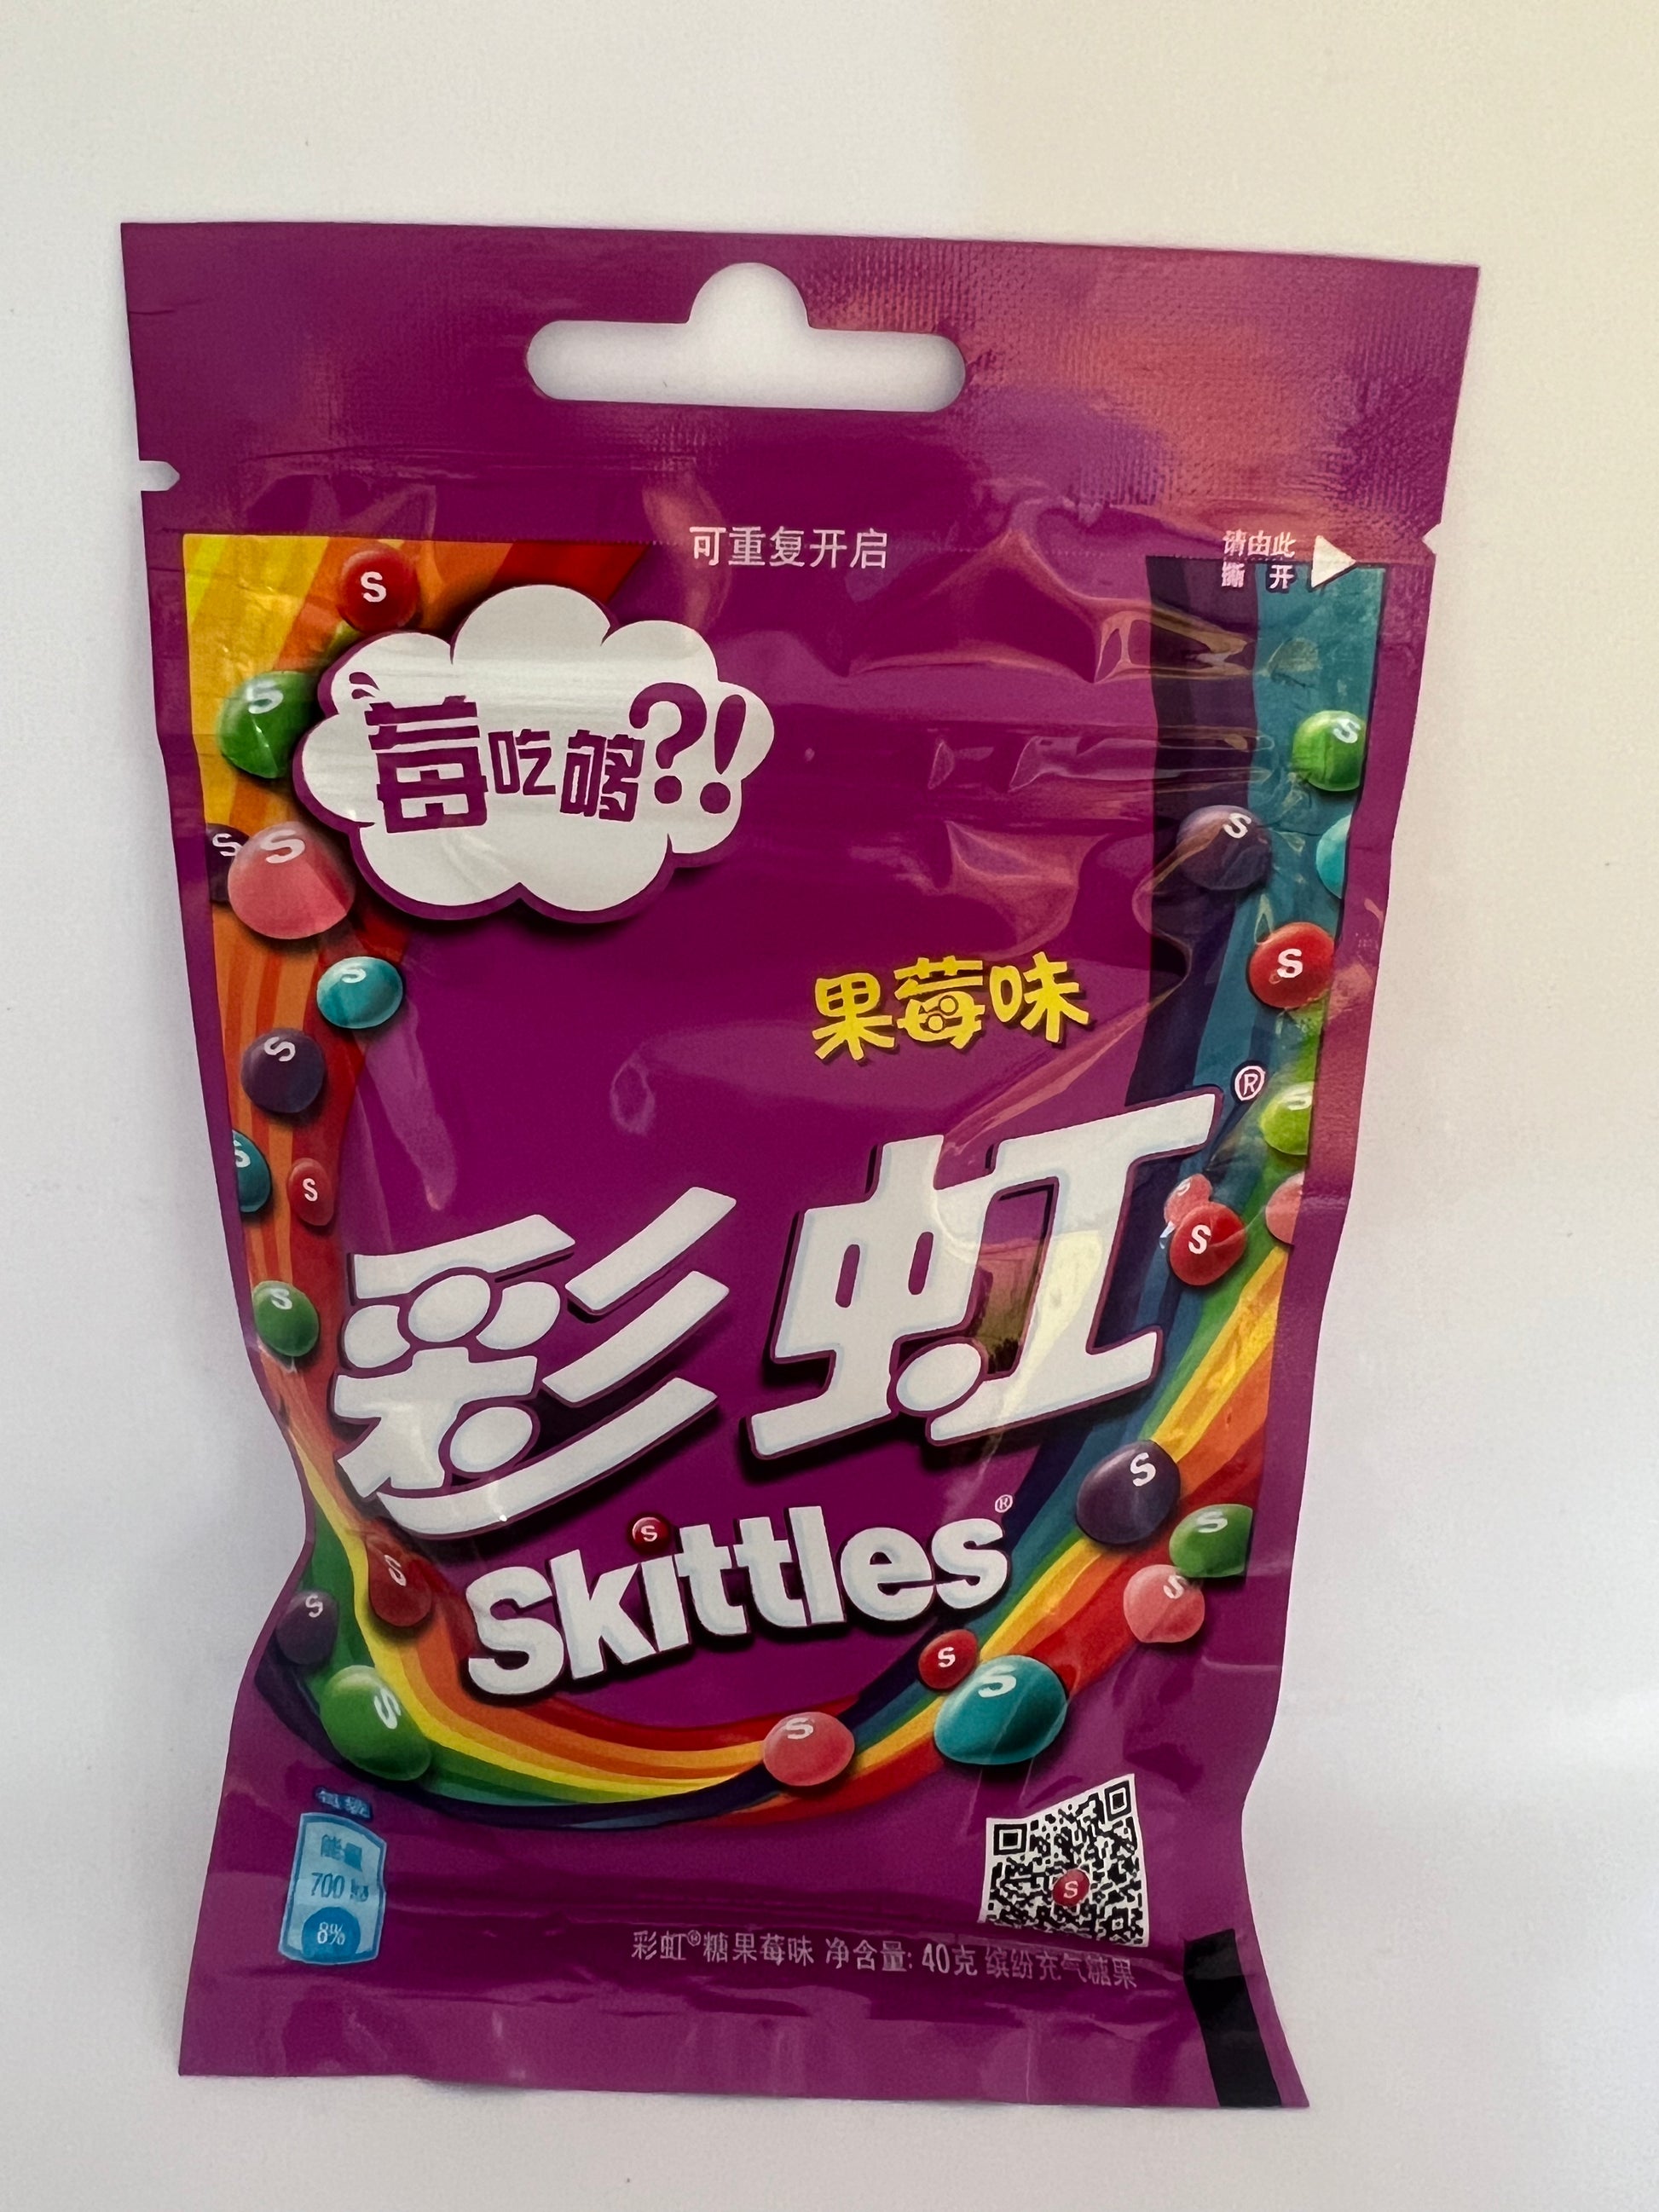 可重复开启
请由此
撕开
莓吃够?!
果莓味
彩虹®
Skittles®
能量
700
8%
彩虹®糖果莓味 净含量: 40克 缤纷充气糖果